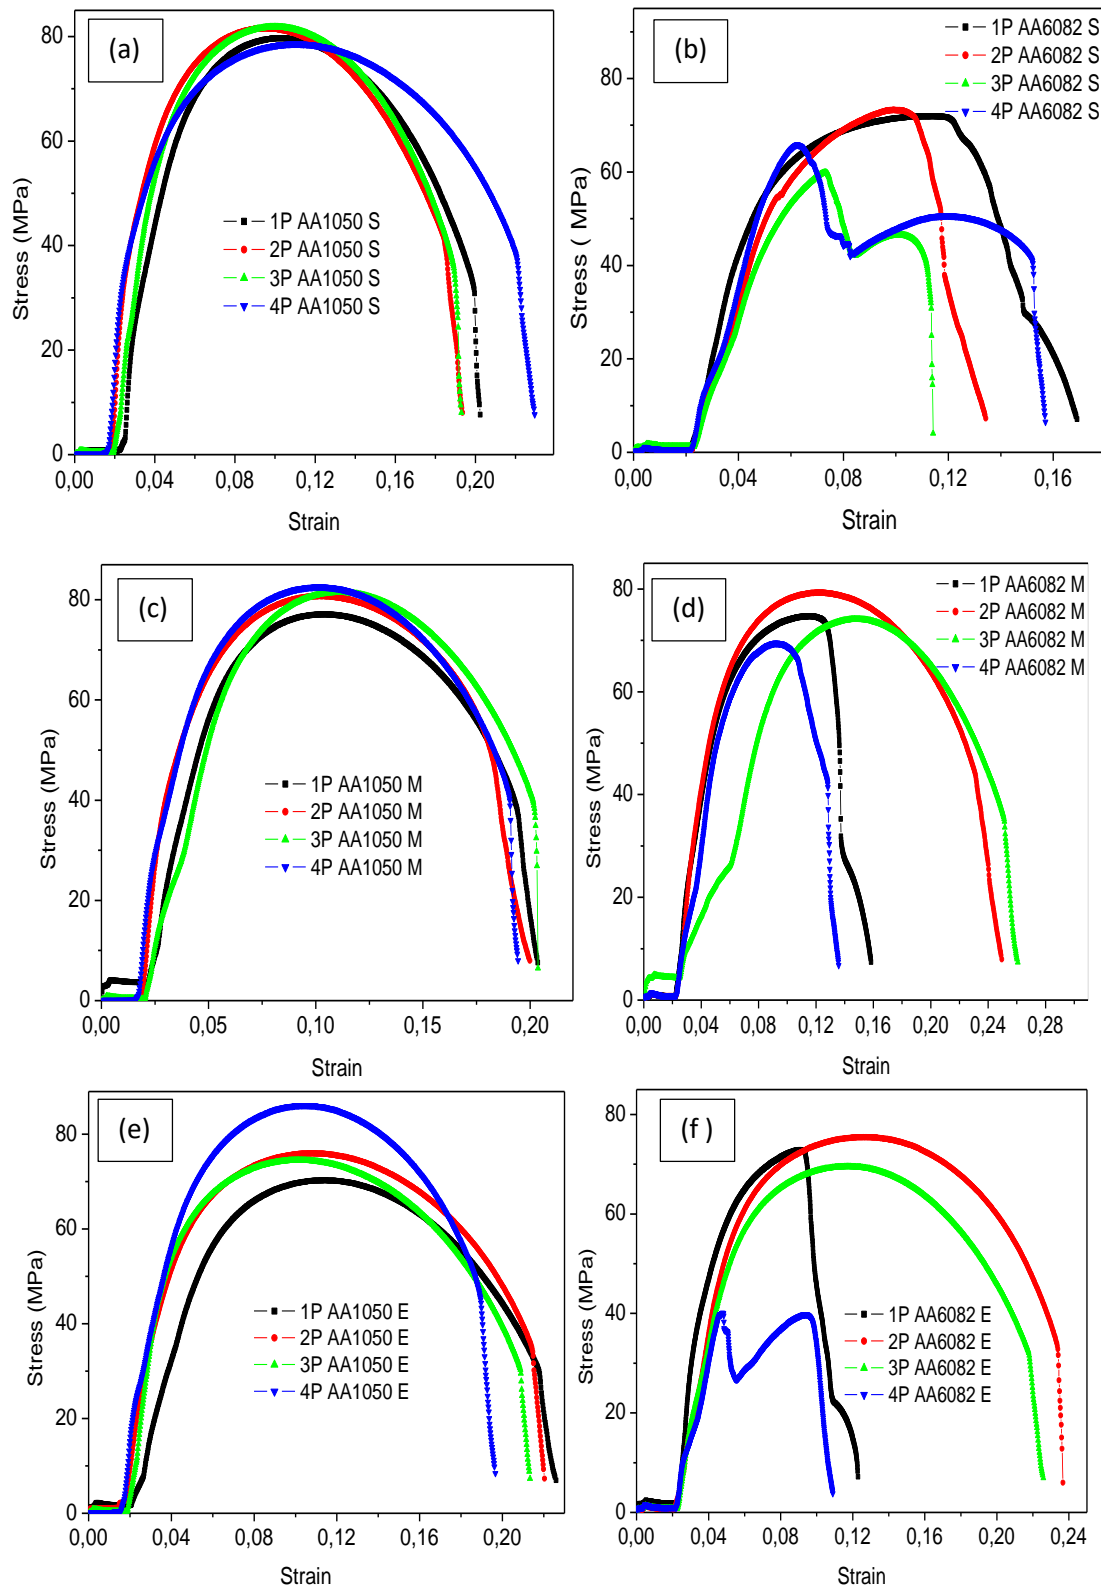 (a)
80
60
40
20
0
Stress (MPa)
1P AA1050 S
2P AA1050 S
3P AA1050 S
4P AA1050 S
0,00 0,04 0,08 0,12 0,16 0,20
Strain
(b)
80
60
40
20
0
Stress ( MPa)
1P AA6082 S
2P AA6082 S
3P AA6082 S
4P AA6082 S
0,00 0,04 0,08 0,12 0,16
Strain
(c)
80
60
40
20
0
Stress (MPa)
1P AA1050 M
2P AA1050 M
3P AA1050 M
4P AA1050 M
0,00 0,05 0,10 0,15 0,20
Strain
(d)
80
60
40
20
0
Stress (MPa)
1P AA6082 M
2P AA6082 M
3P AA6082 M
4P AA6082 M
0,00 0,04 0,08 0,12 0,16 0,20 0,24 0,28
Strain
(e)
80
60
40
20
0
Stress (MPa)
1P AA1050 E
2P AA1050 E
3P AA1050 E
4P AA1050 E
0,00 0,04 0,08 0,12 0,16 0,20
Strain
(f )
80
60
40
20
0
Stress (MPa)
1P AA6082 E
2P AA6082 E
3P AA6082 E
4P AA6082 E
0,00 0,04 0,08 0,12 0,16 0,20 0,24
Strain